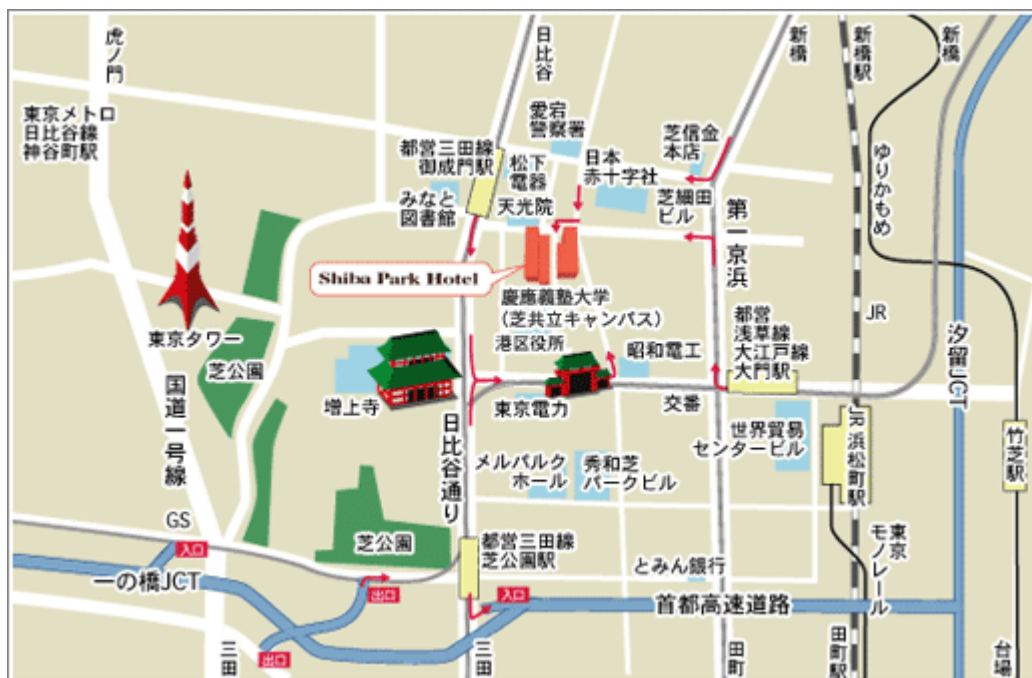 虎ノ門
日比谷
新橋
新橋駅
新橋
東京メトロ
日比谷線
神谷町駅
愛宕
警察署
芝信金
本店
都営三田線
御成門駅
松下
電器
日本
赤十字社
みなと
図書館
天光院
芝細田
ビル
第一京浜
ゆりかもめ
Shiba Park Hotel
慶應義塾大学
(芝共立キャンパス)
港区役所
都営
浅草線
大江戸線
大門駅
JR
汐留JCT
東京タワー
昭和電工
芝公園
増上寺
東京電力
交番
国道一号線
日比谷通り
世界貿易
センタービル
JR浜松町駅
竹芝駅
メルパルク
ホール
秀和芝
パークビル
GS
入口
芝公園
都営三田線
芝公園駅
東京
モノレール
とみん銀行
一の橋JCT
出口
入口
首都高速道路
出口
三田
三田
田町
田町駅
台場